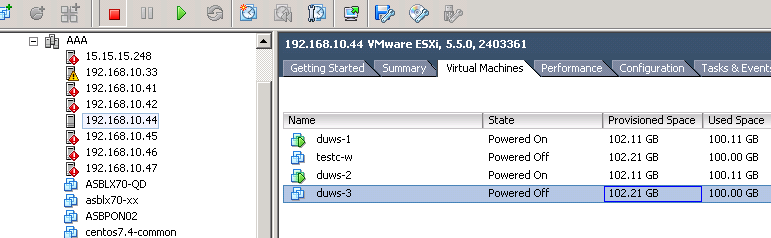 AAA
15.15.15.248
192.168.10.33
192.168.10.41
192.168.10.42
192.168.10.44
192.168.10.45
192.168.10.46
192.168.10.47
ASBLX70-QD
asblx70-xx
ASBPON02
centos7.4-common
192.168.10.44 VMware ESXi, 5.5.0, 2403361
Getting Started Summary Virtual Machines Performance Configuration Tasks & Events
Name State Provisioned Space Used Space
duws-1 Powered On 102.11 GB 100.11 GB
testc-w Powered Off 102.21 GB 100.00 GB
duws-2 Powered On 102.11 GB 100.11 GB
duws-3 Powered Off 102.21 GB 100.00 GB